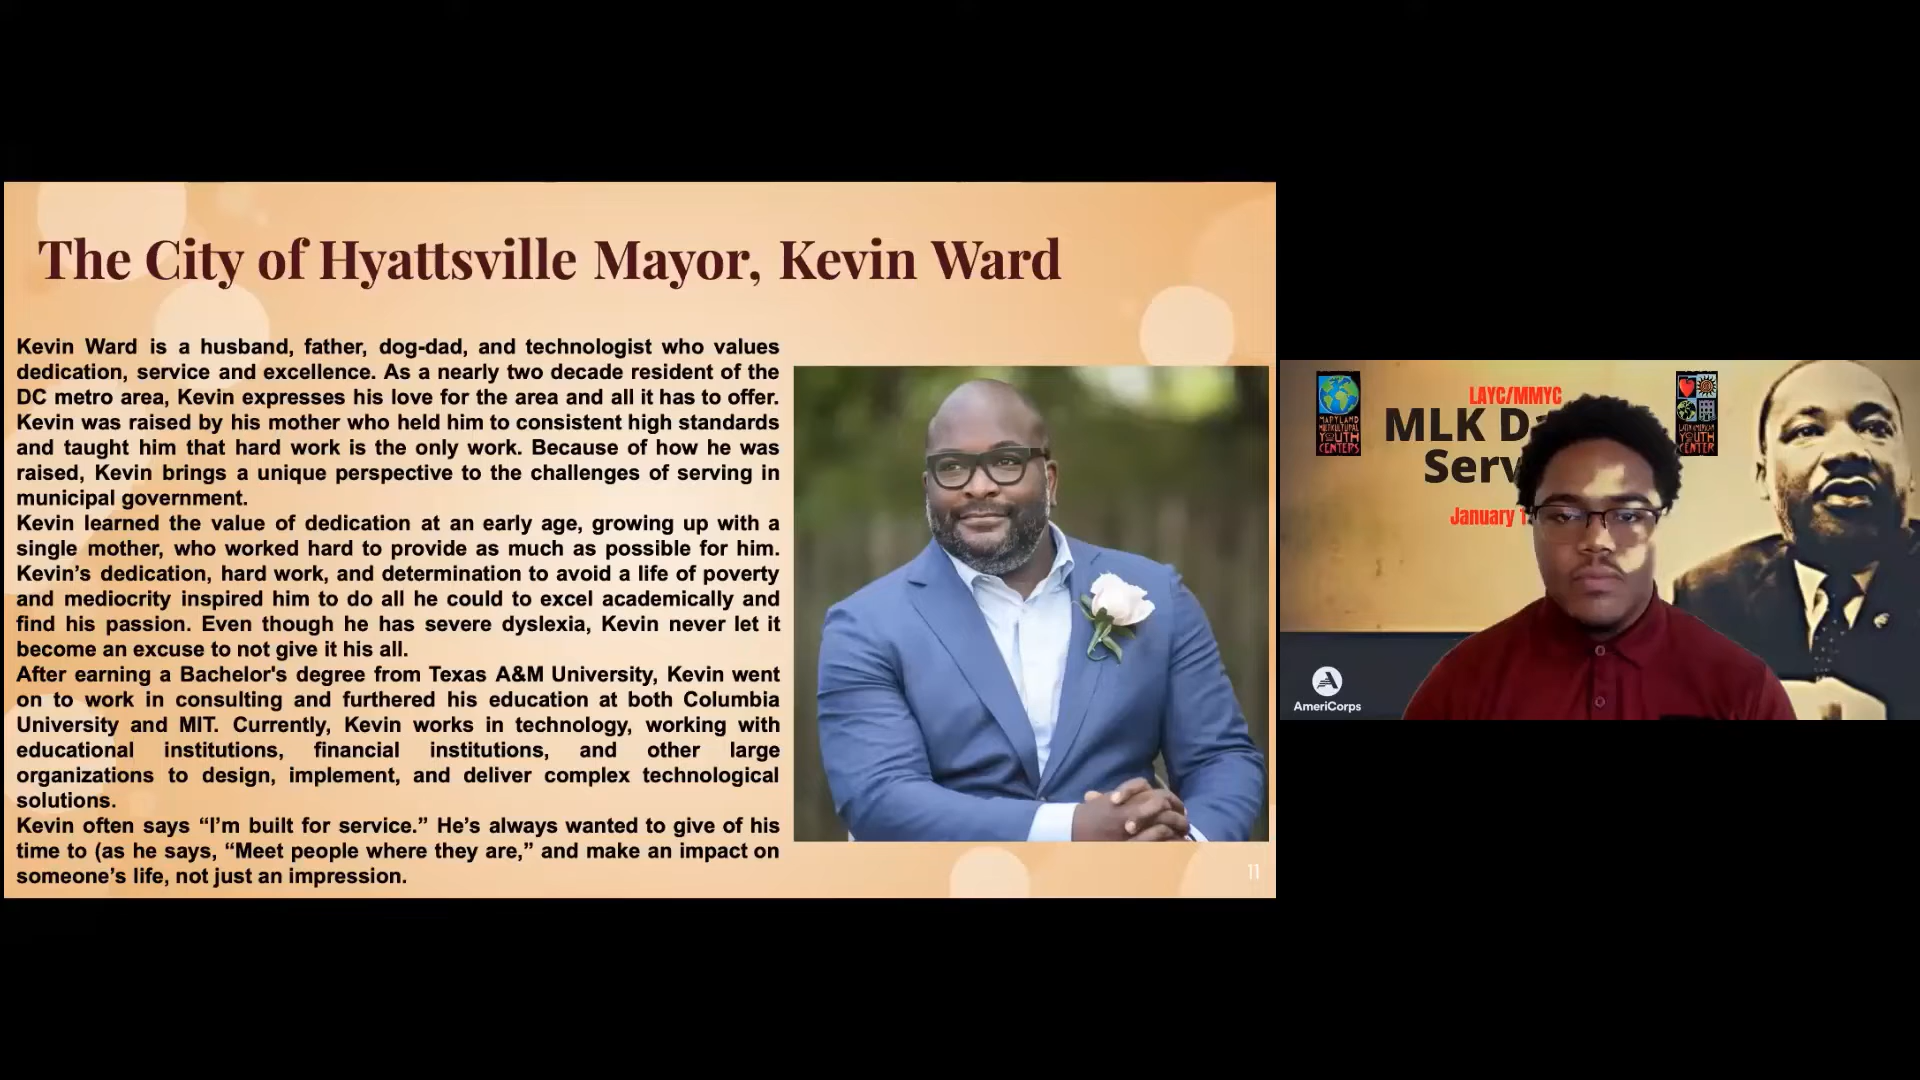 The City of Hyattsville Mayor, Kevin Ward
Kevin Ward is a husband, father, dog-dad, and technologist who values
dedication, service and excellence. As a nearly two decade resident of the
DC metro area, Kevin expresses his love for the area and all it has to offer.
Kevin was raised by his mother who held him to consistent high standards
and taught him that hard work is the only work. Because of how he was
raised, Kevin brings a unique perspective to the challenges of serving in
municipal government.
Kevin learned the value of dedication at an early age, growing up with a
single mother, who worked hard to provide as much as possible for him.
Kevin’s dedication, hard work, and determination to avoid a life of poverty
and mediocrity inspired him to do all he could to excel academically and
find his passion. Even though he has severe dyslexia, Kevin never let it
become an excuse to not give it his all.
After earning a Bachelor's degree from Texas A&M University, Kevin went
on to work in consulting and furthered his education at both Columbia
University and MIT. Currently, Kevin works in technology, working with
educational institutions, financial institutions, and other large
organizations to design, implement, and deliver complex technological
solutions.
Kevin often says “I’m built for service.” He’s always wanted to give of his
time to (as he says, “Meet people where they are,” and make an impact on
someone’s life, not just an impression.
11
LAYC/MMYC
MLK Da
Serv
January 1
MARYLAND
MULTICULTURAL
YOUTH
CENTERS
LATIN AMERICAN
YOUTH
CENTER
AmeriCorps